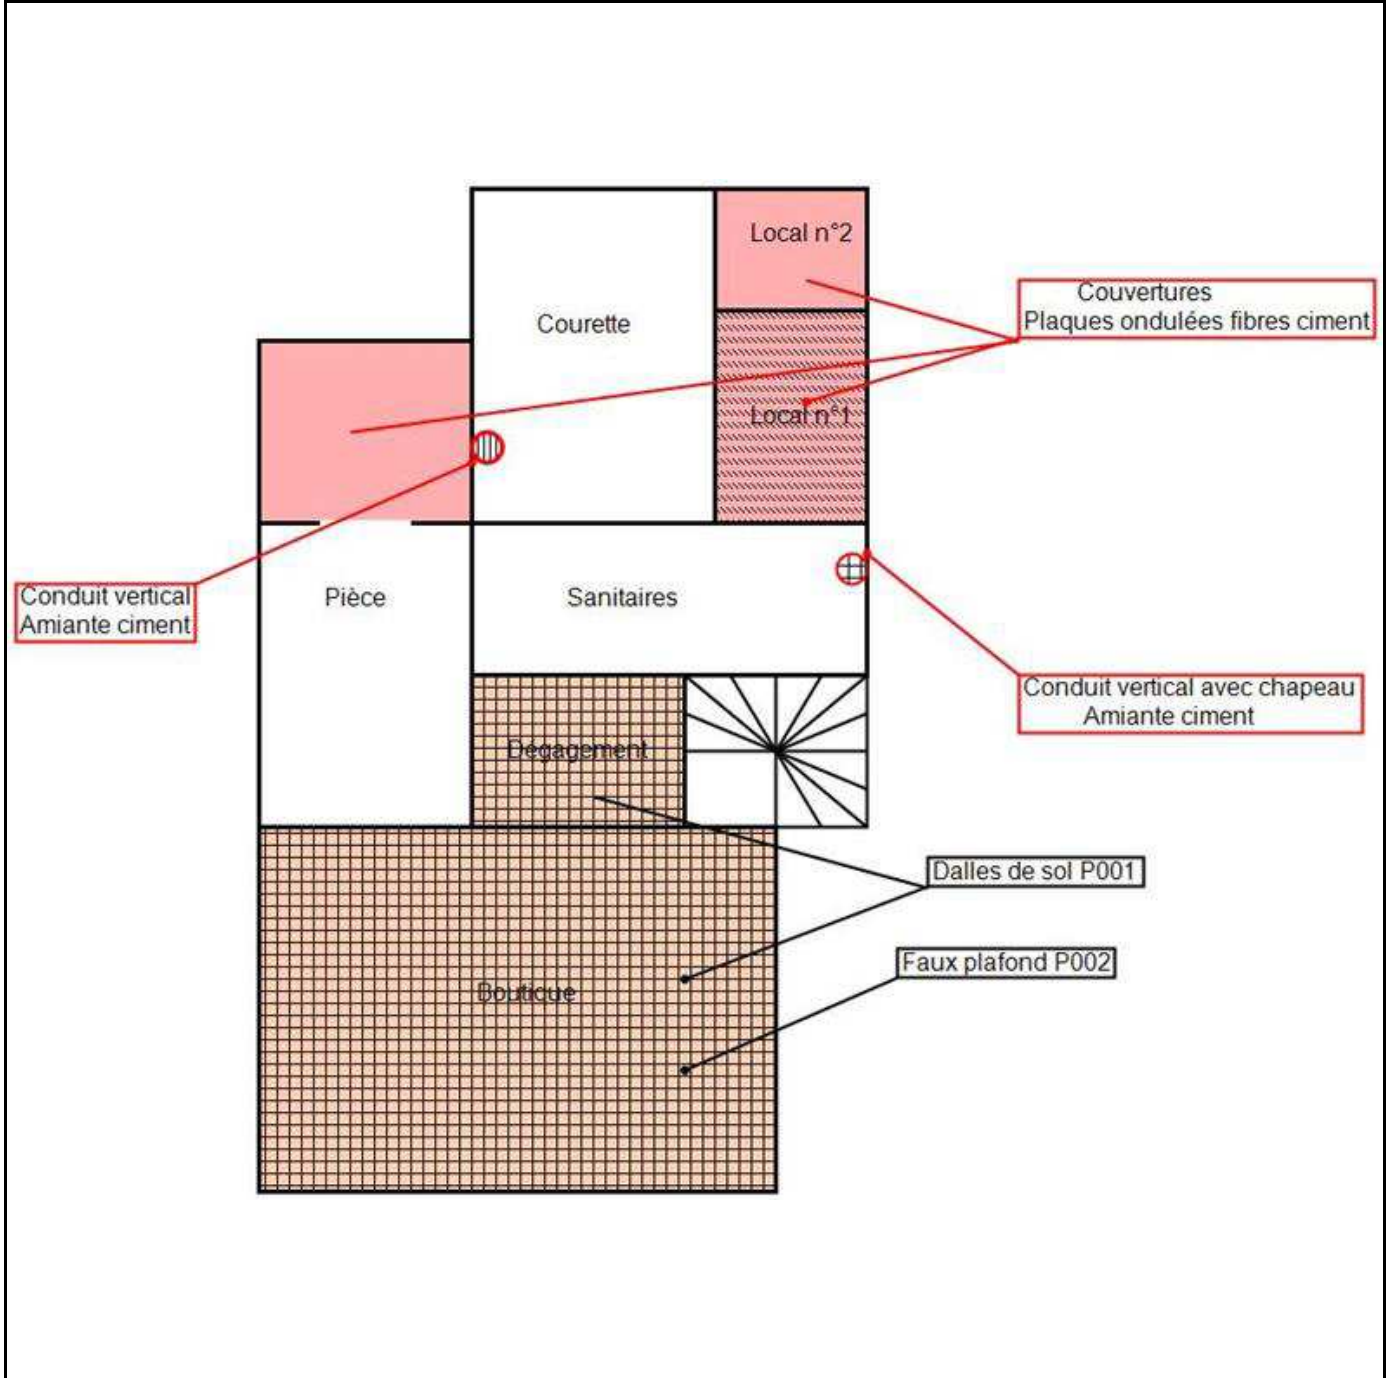 Local n°2
Couvertures
Plaques ondulées fibres ciment
Courette
Local n°1
Conduit vertical
Amiante ciment
Pièce
Sanitaires
Conduit vertical avec chapeau
Amiante ciment
Dégagement
Dalles de sol P001
Faux plafond P002
Boutique